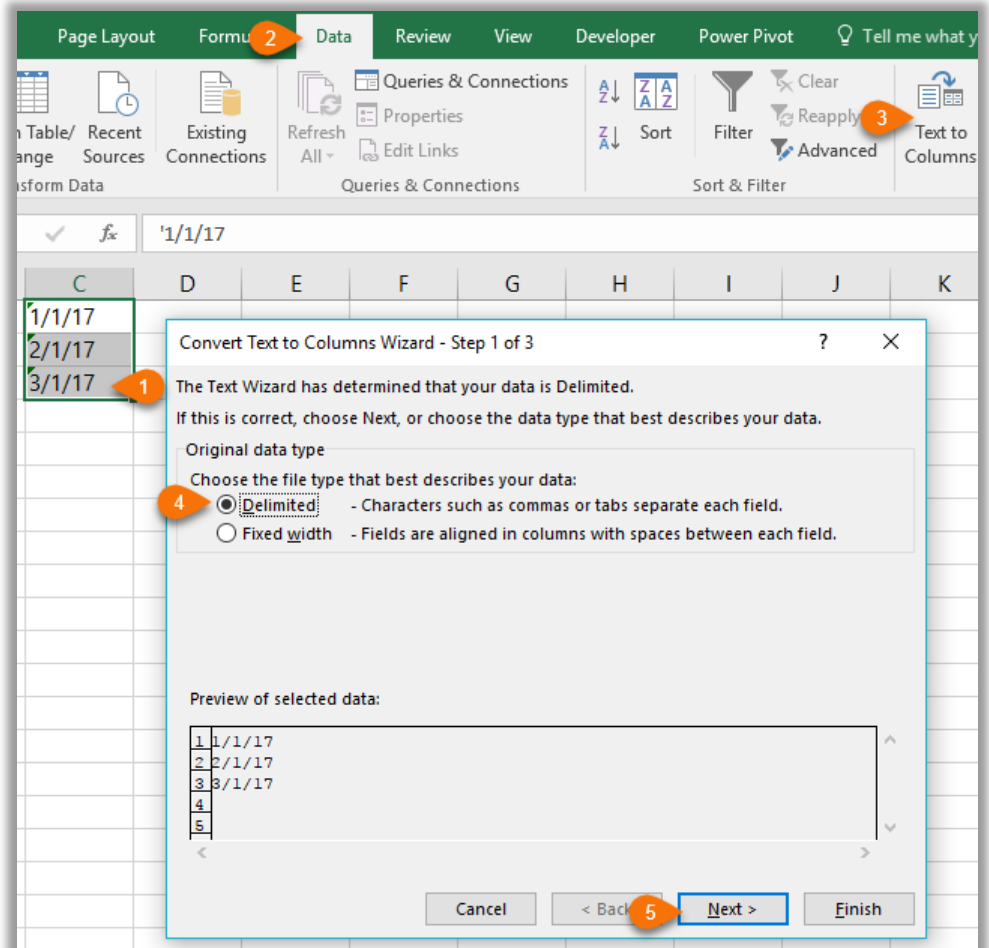 Page Layout Formu 2 Data Review View Developer Power Pivot Tell me what y
Queries & Connections
Properties
Edit Links
n Table/ Recent Existing Refresh
ange Sources Connections All
Z A Sort Filter
Clear
Reapply 3
Advanced
Text to
Columns
nsform Data Queries & Connections Sort & Filter
fx '1/1/17
C D E F G H I J K
1/1/17
2/1/17
3/1/17 1
Convert Text to Columns Wizard - Step 1 of 3 ?
The Text Wizard has determined that your data is Delimited.
If this is correct, choose Next, or choose the data type that best describes your data.
Original data type
Choose the file type that best describes your data:
4 Delimited - Characters such as commas or tabs separate each field.
Fixed width - Fields are aligned in columns with spaces between each field.
Preview of selected data:
1 1/1/17
2 2/1/17
3 3/1/17
4
5
Cancel < Back 5 Next > Finish